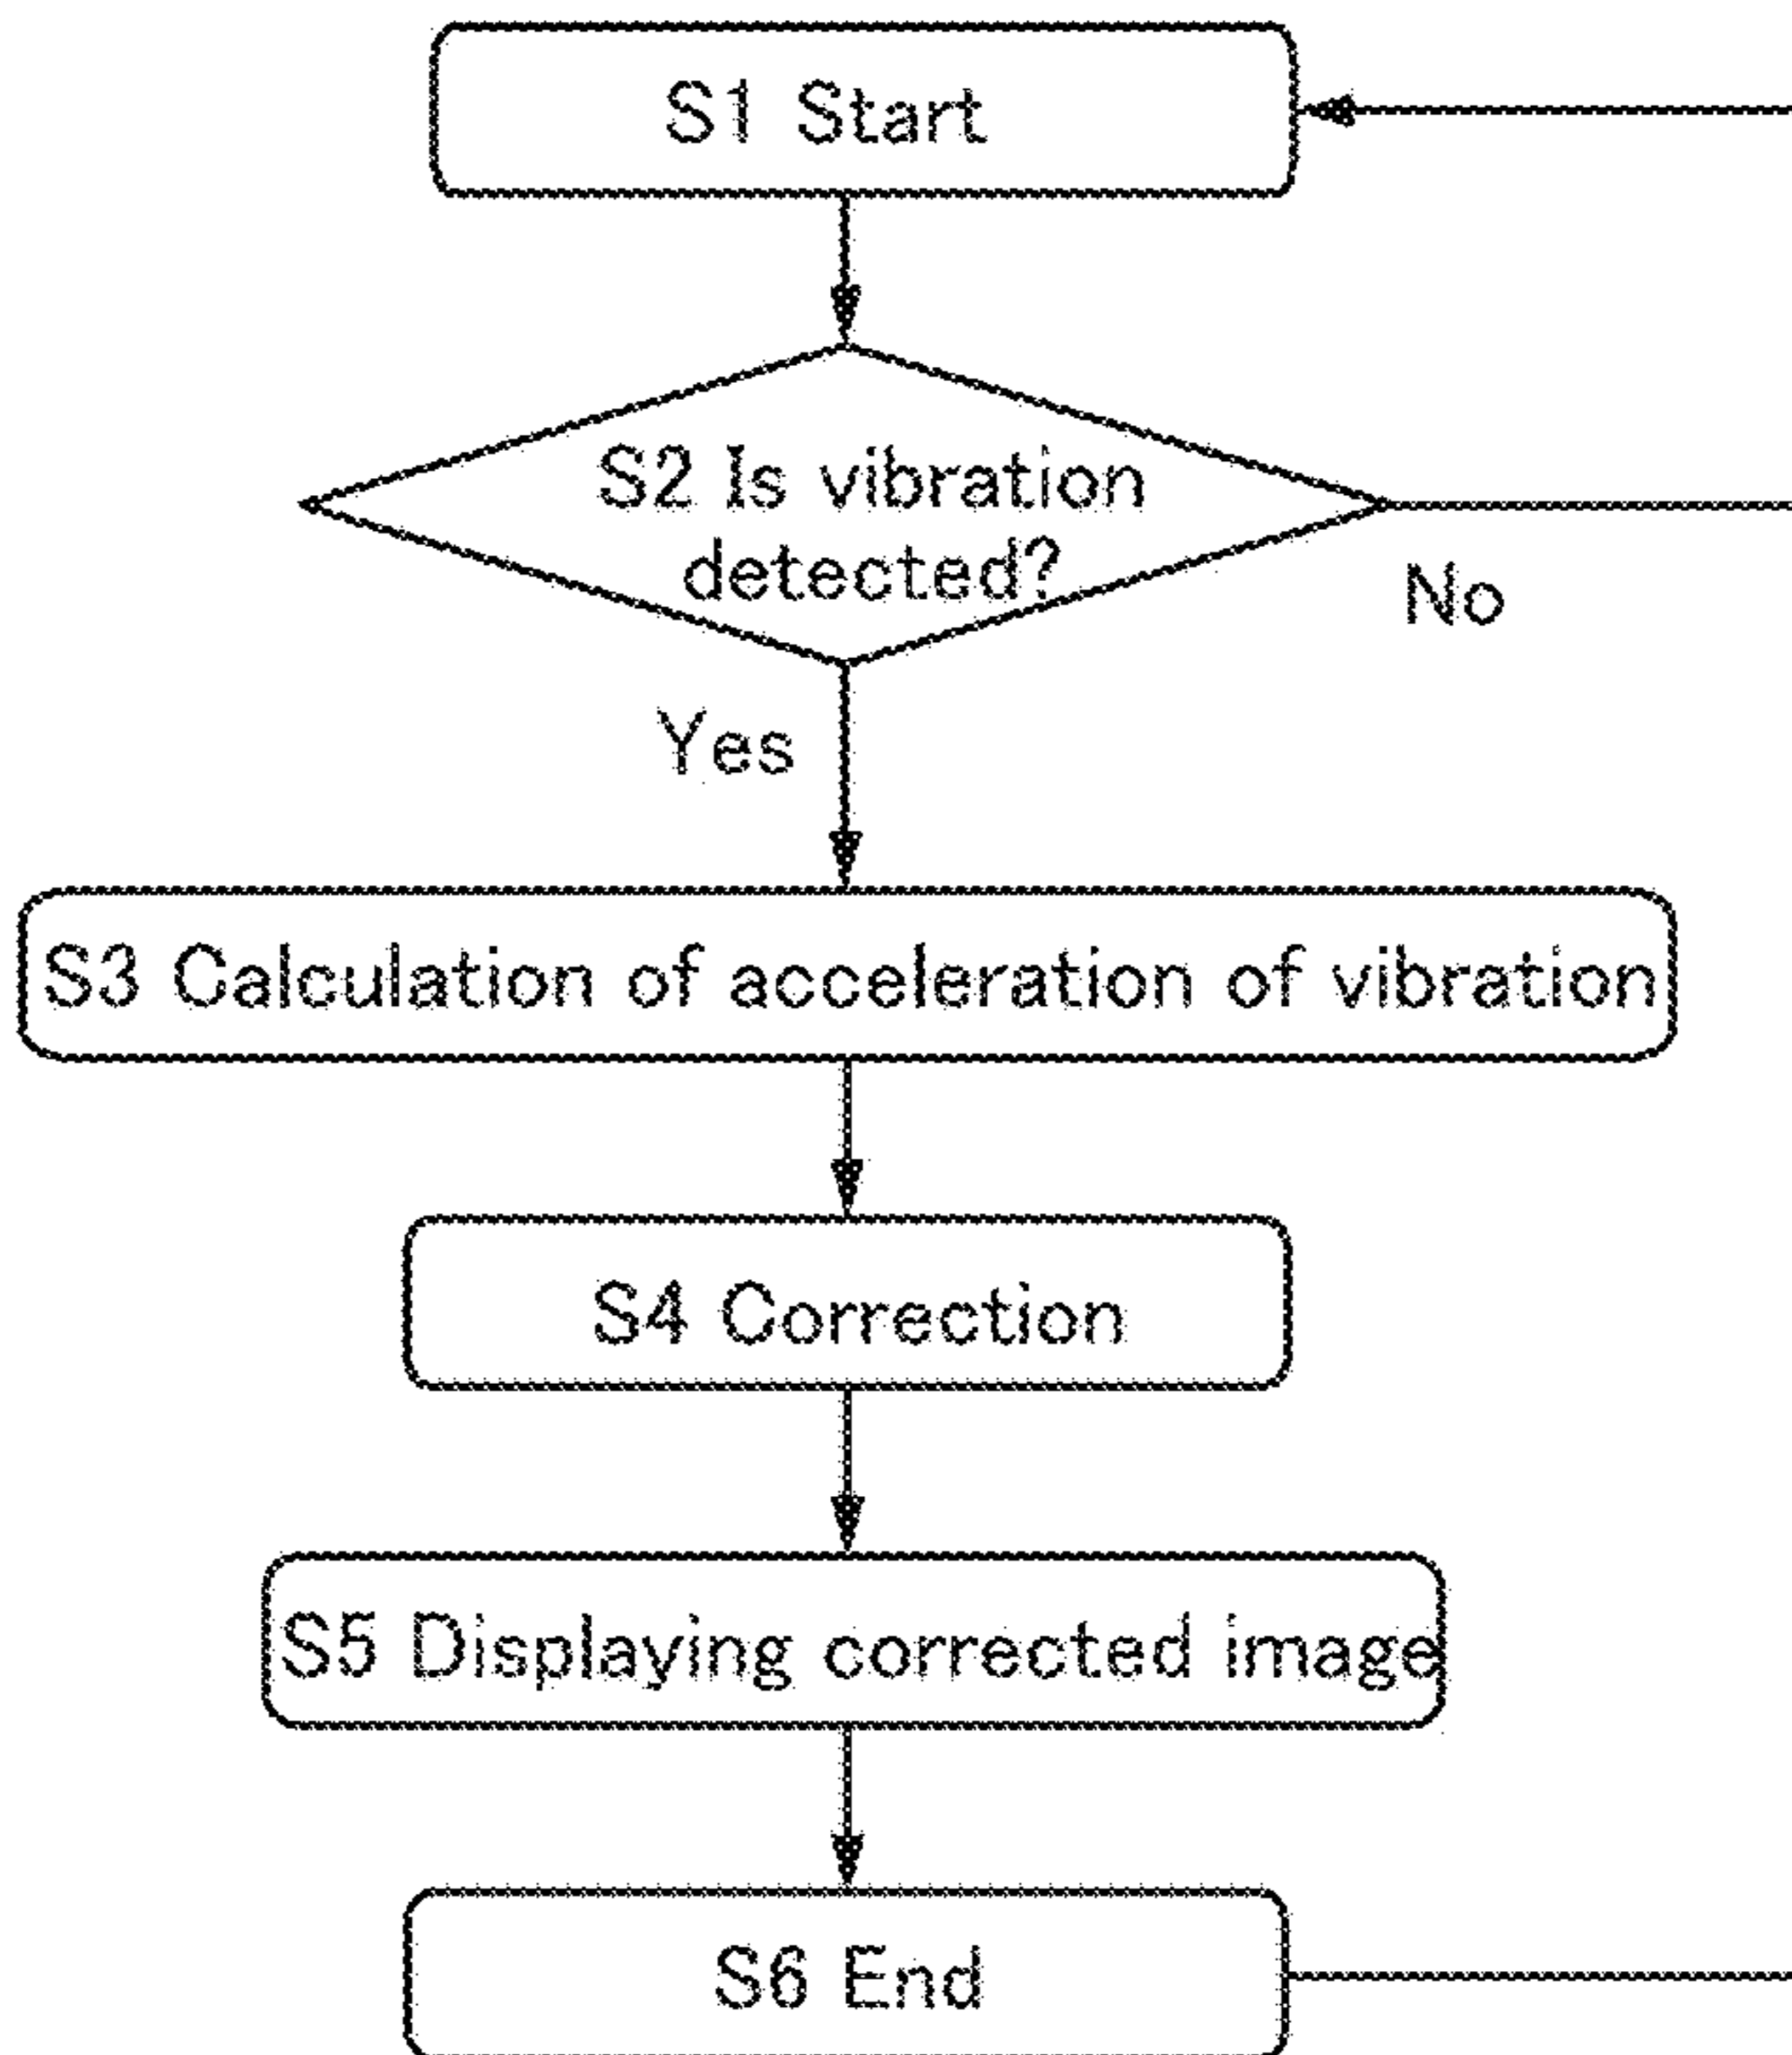 S1 Start
S2 Is vibration
detected?
No
Yes
S3 Calculation of acceleration of vibration
S4 Correction
S5 Displaying corrected image
S6 End